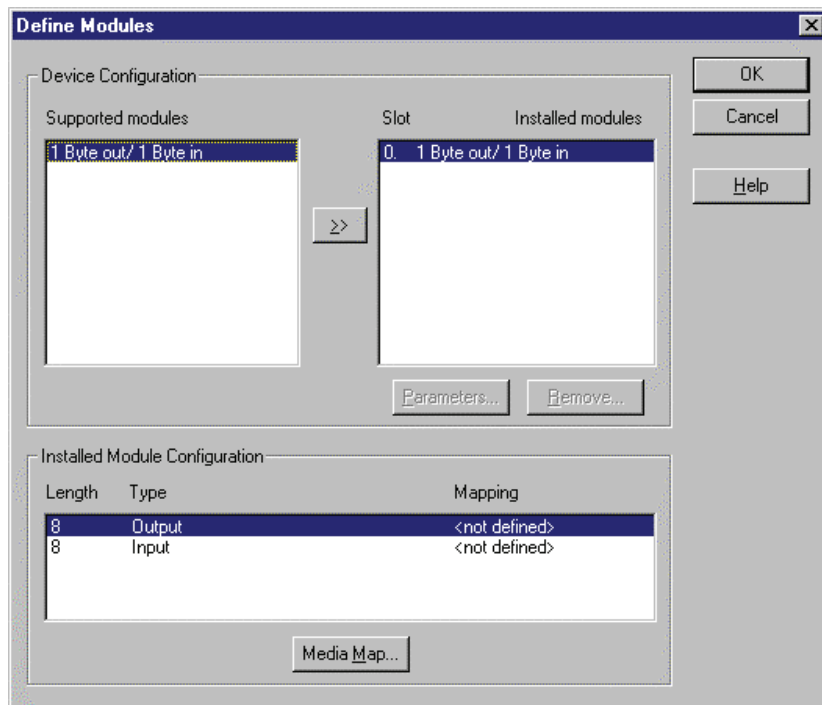 Define Modules
Device Configuration
OK
Supported modules
Slot Installed modules
Cancel
1 Byte out/ 1 Byte in
0. 1 Byte out/ 1 Byte in
Help
>>
Parameters... Remove...
Installed Module Configuration
Length Type Mapping
8 Output <not defined>
8 Input <not defined>
Media Map...